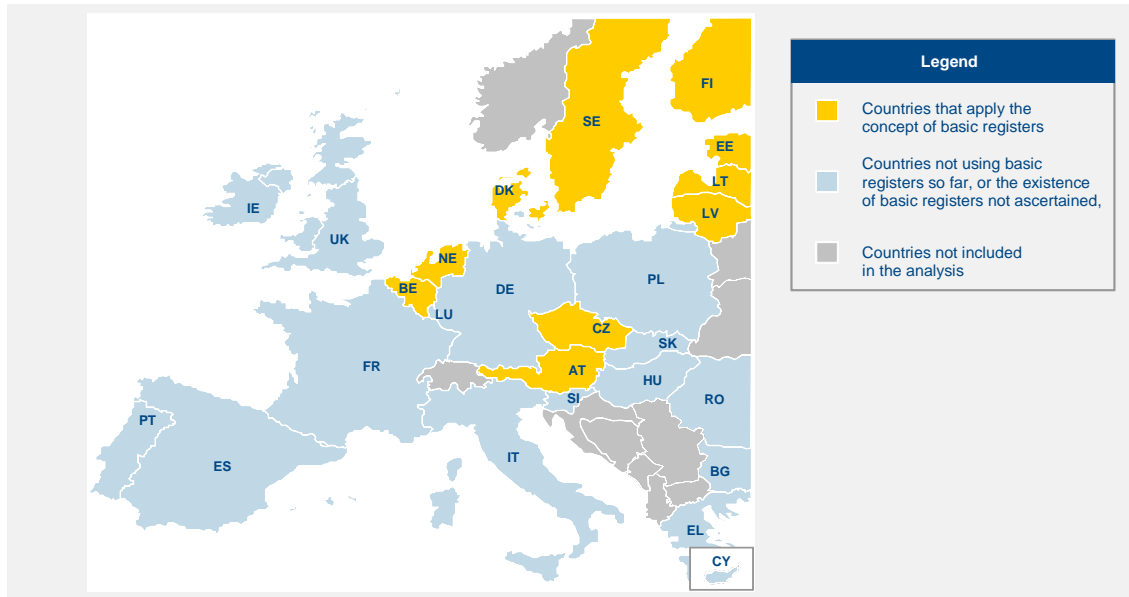 Legend
Countries that apply the
concept of basic registers
Countries not using basic
registers so far, or the existence
of basic registers not ascertained,
Countries not included
in the analysis
FI
SE
EE
LT
LV
DK
IE
UK
NE
BE
DE
PL
LU
CZ
SK
FR
AT
HU
SI
RO
PT
ES
IT
BG
EL
CY